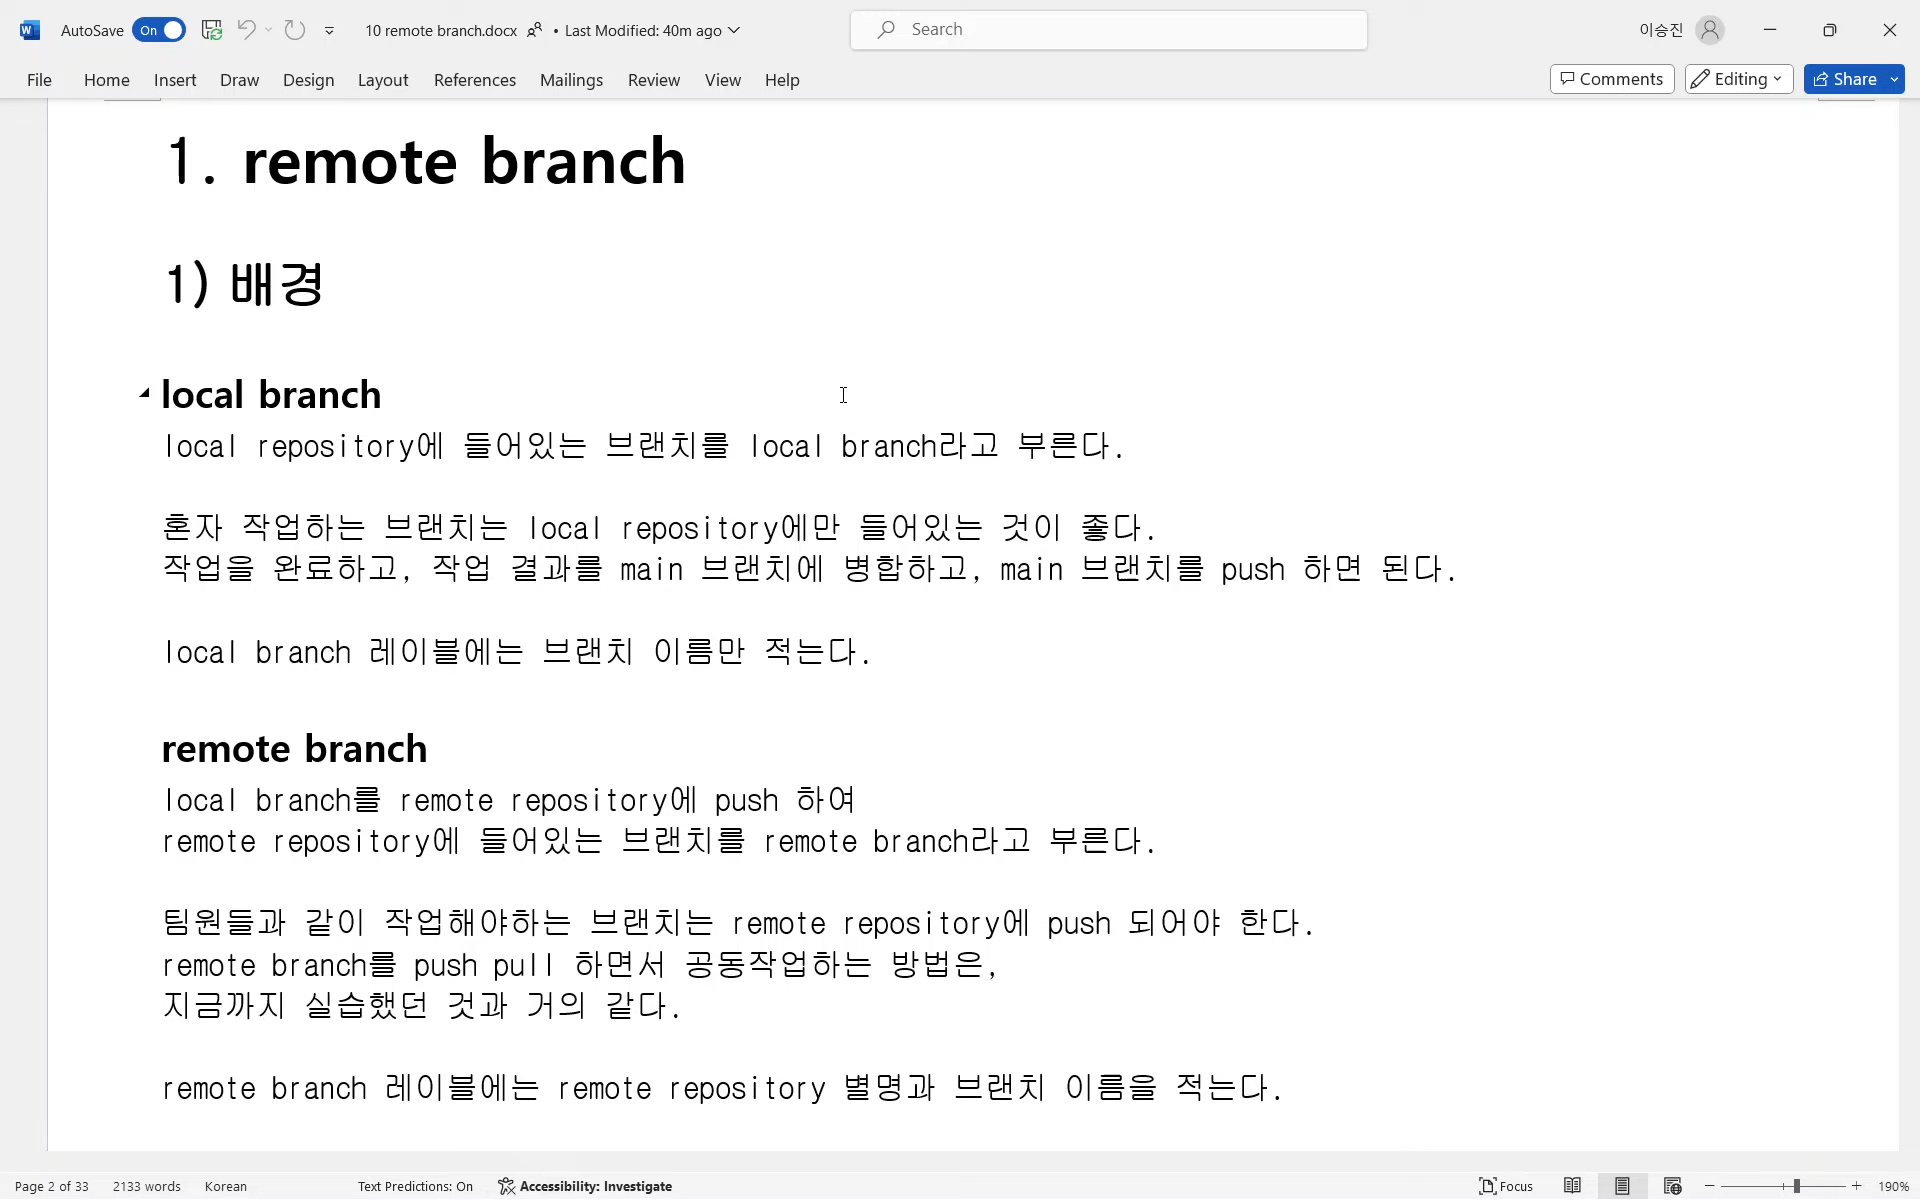 AutoSave On 10 remote branch.docx • Last Modified: 40m ago Search 이승진
File Home Insert Draw Design Layout References Mailings Review View Help Comments Editing Share
1. remote branch
1) 배경
local branch
local repository에 들어있는 브랜치를 local branch라고 부른다.
혼자 작업하는 브랜치는 local repository에만 들어있는 것이 좋다.
작업을 완료하고, 작업 결과를 main 브랜치에 병합하고, main 브랜치를 push 하면 된다.
local branch 레이블에는 브랜치 이름만 적는다.
remote branch
local branch를 remote repository에 push 하여
remote repository에 들어있는 브랜치를 remote branch라고 부른다.
팀원들과 같이 작업해야하는 브랜치는 remote repository에 push 되어야 한다.
remote branch를 push pull 하면서 공동작업하는 방법은,
지금까지 실습했던 것과 거의 같다.
remote branch 레이블에는 remote repository 별명과 브랜치 이름을 적는다.
Page 2 of 33 2133 words Korean Text Predictions: On Accessibility: Investigate Focus 190%